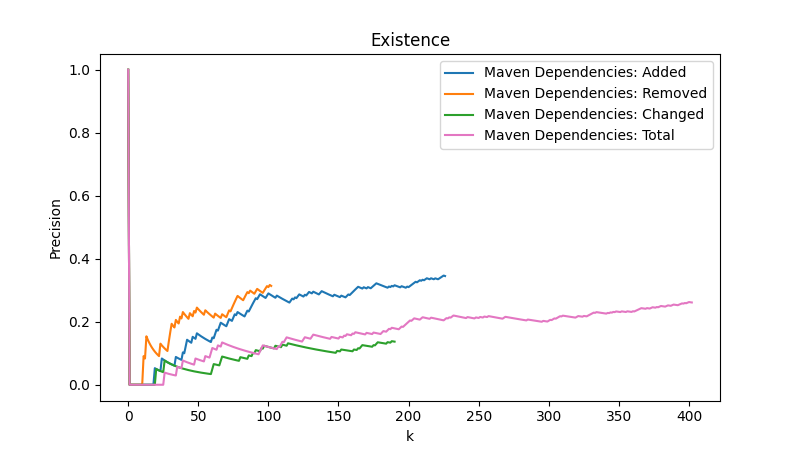 Existence
Maven Dependencies: Added
Maven Dependencies: Removed
Maven Dependencies: Changed
Maven Dependencies: Total
Precision
1.0
0.8
0.6
0.4
0.2
0.0
0 50 100 150 200 250 300 350 400
k